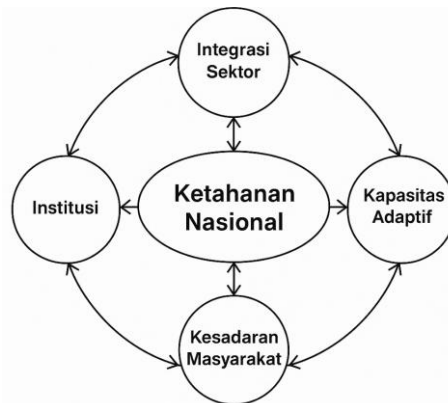 Integrasi
Sektor
Institusi
Ketahanan
Nasional
Kapasitas
Adaptif
Kesadaran
Masyarakat